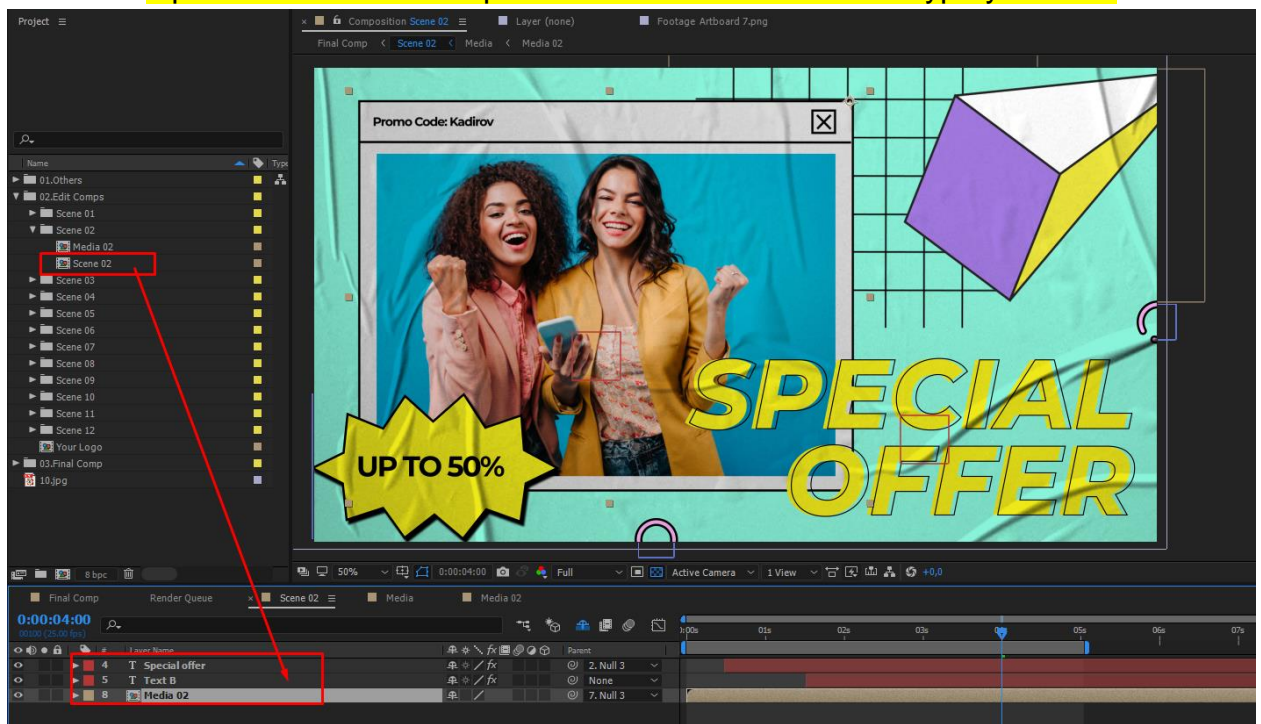 Project
Composition Scene 02
Layer (none)
Footage Artboard 7.png
Final Comp < Scene 02 < Media < Media 02
Name
Type
01.Others
02.Edit Comps
Scene 01
Scene 02
Media 02
Scene 02
Scene 03
Scene 04
Scene 05
Scene 06
Scene 07
Scene 08
Scene 09
Scene 10
Scene 11
Scene 12
Your Logo
03.Final Comp
10.jpg
Promo Code: Kadirov
SPECIAL
OFFER
UP TO 50%
8 bpc
50%
0:00:04:00
Full
Active Camera
1 View
+0,0
Final Comp
Render Queue
Scene 02
Media
Media 02
0:00:04:00
00100 (25.00 fps)
01s 02s 05s 06s 07s
# Layer Name
Parent
4 T Special offer 2. Null 3
5 T Text B None
8 Media 02 7. Null 3